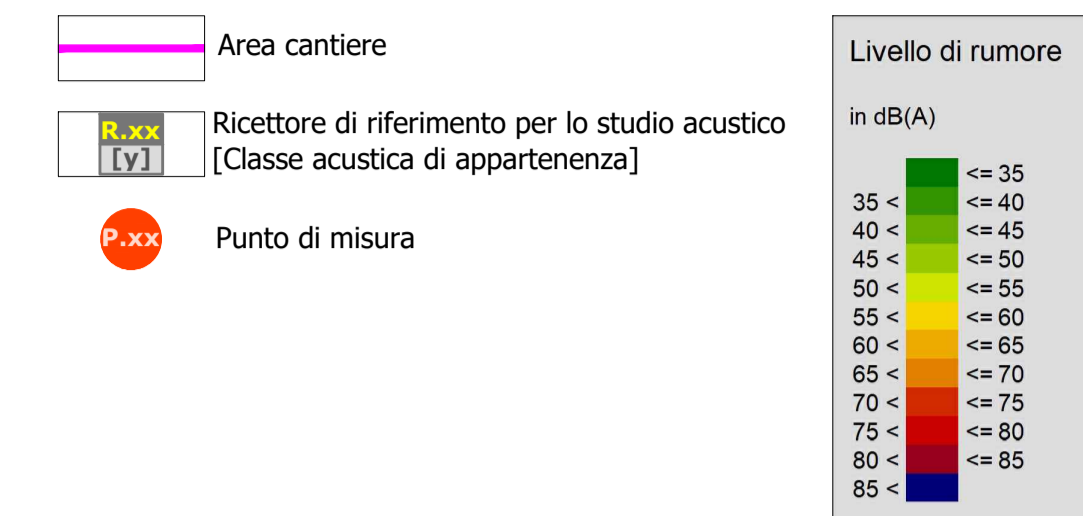 Area cantiere
R.xx
[y]
Ricettore di riferimento per lo studio acustico
[Classe acustica di appartenenza]
P.xx
Punto di misura
Livello di rumore
in dB(A)
<= 35
35 < <= 40
40 < <= 45
45 < <= 50
50 < <= 55
55 < <= 60
60 < <= 65
65 < <= 70
70 < <= 75
75 < <= 80
80 < <= 85
85 <